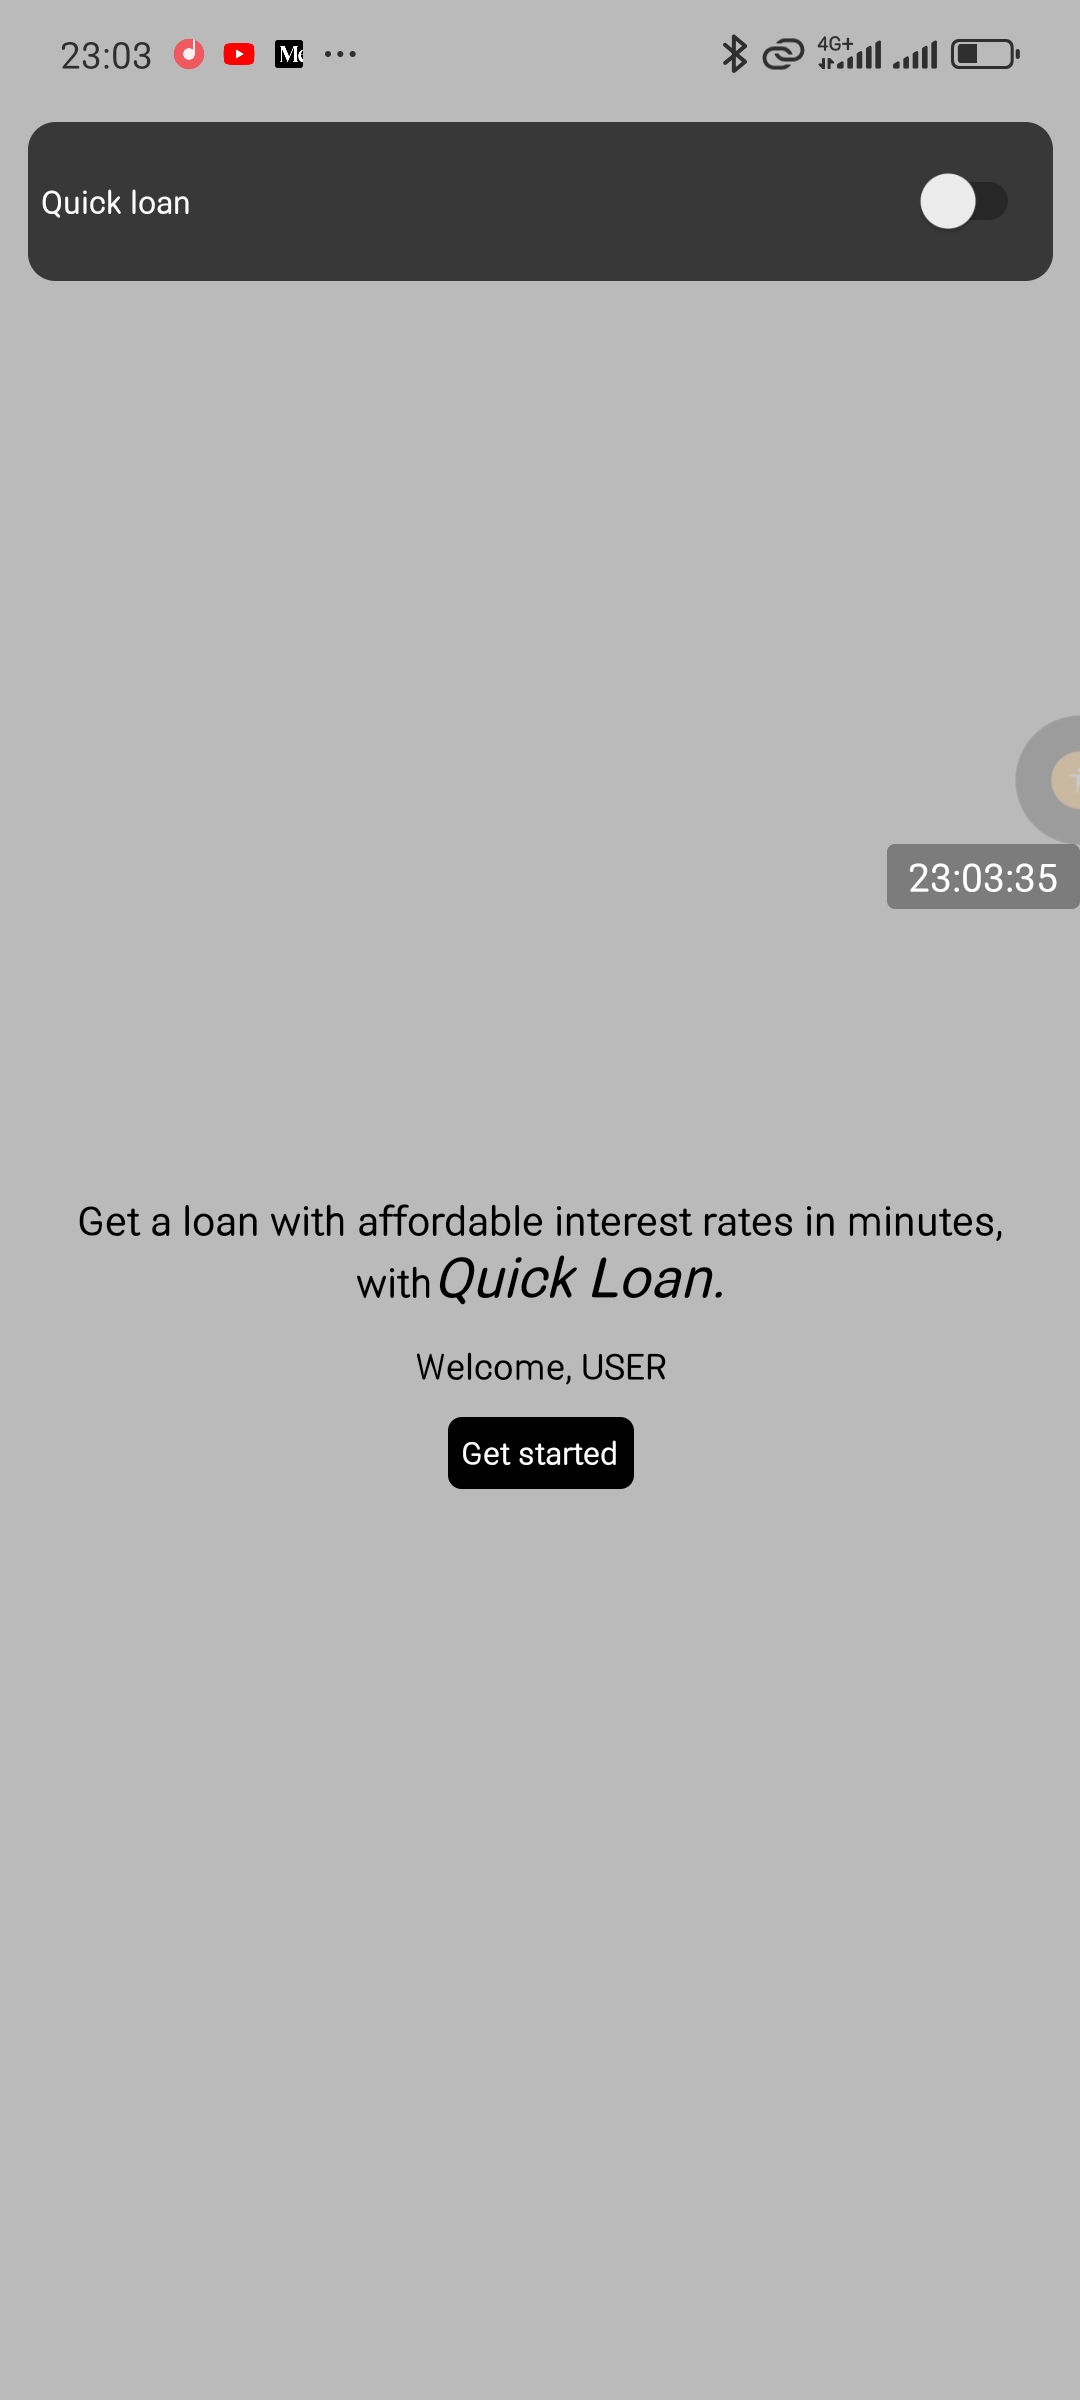 23:03
4G+
Quick loan
23:03:35
Get a loan with affordable interest rates in minutes,
with Quick Loan.
Welcome, USER
Get started